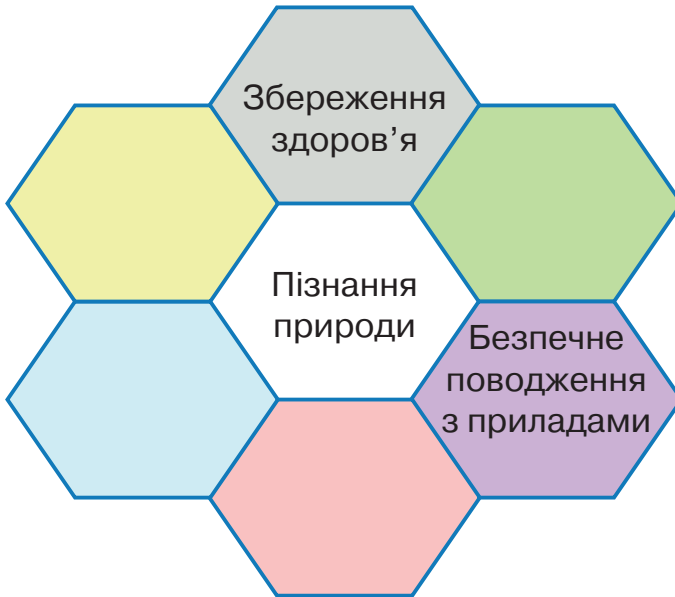 Збереження
здоров’я
Пізнання
природи
Безпечне
поводження
з приладами